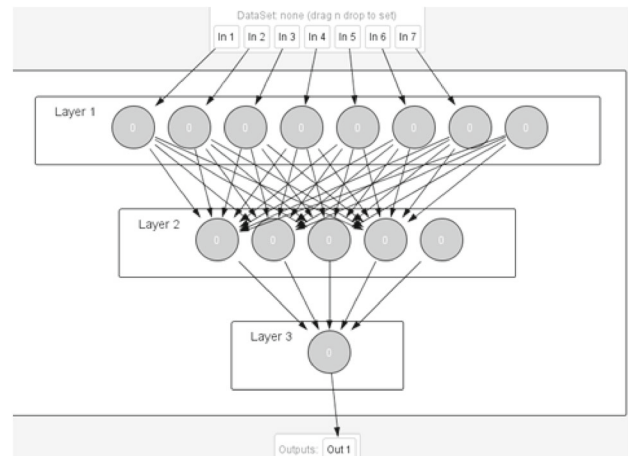 DataSet: none (drag n drop to set)
In 1 In 2 In 3 In 4 In 5 In 6 In 7
Layer 1
0 0 0 0 0 0 0 0
Layer 2
0 0 0 0 0
Layer 3
0
Outputs: Out 1